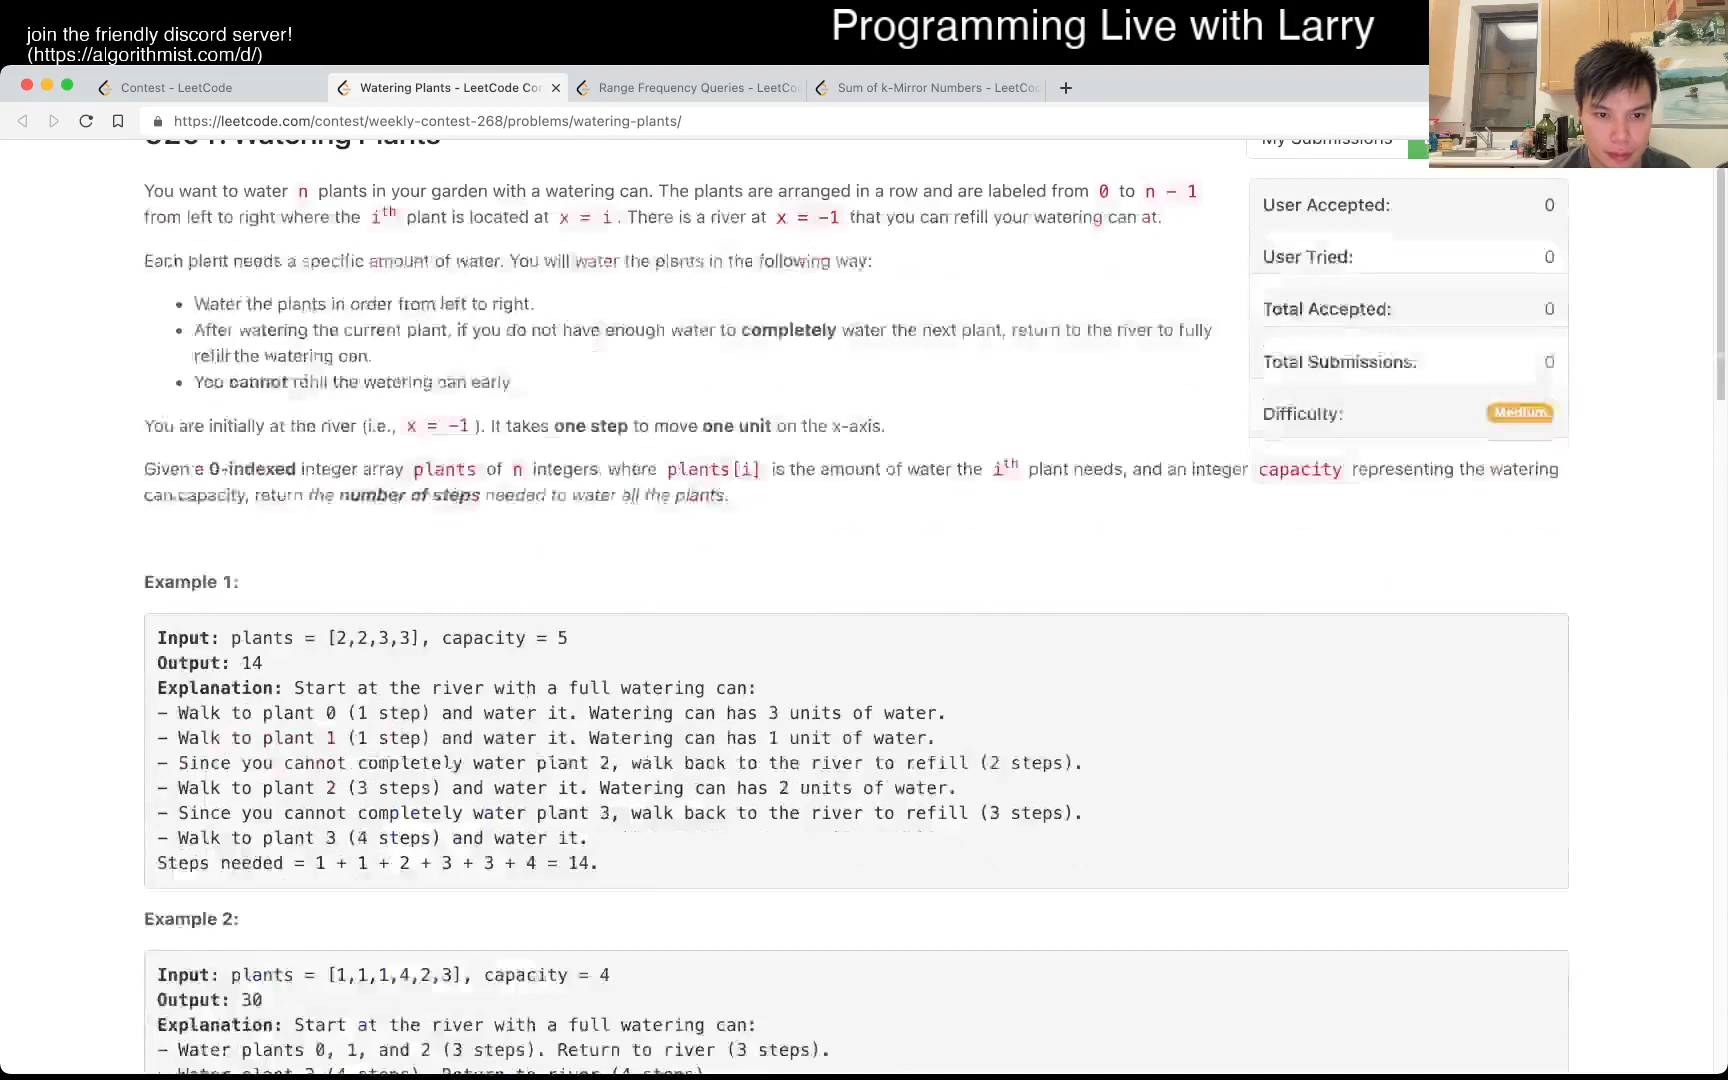 join the friendly discord server!
(https://algorithmist.com/d/)
Programming Live with Larry
Contest - LeetCode
Watering Plants - LeetCode Co
Range Frequency Queries - LeetCo
Sum of k-Mirror Numbers - LeetCo
https://leetcode.com/contest/weekly-contest-268/problems/watering-plants/
Watering Plants
My Submissions
You want to water n plants in your garden with a watering can. The plants are arranged in a row and are labeled from 0 to n - 1
from left to right where the ith plant is located at x = i. There is a river at x = -1 that you can refill your watering can at.
Each plant needs a specific amount of water. You will water the plants in the following way:
• Water the plants in order from left to right.
• After watering the current plant, if you do not have enough water to completely water the next plant, return to the river to fully
refill the watering can.
• You cannot refill the watering can early
You are initially at the river (i.e., x = -1). It takes one step to move one unit on the x-axis.
Given a 0-indexed integer array plants of n integers, where plants[i] is the amount of water the ith plant needs, and an integer capacity representing the watering
can capacity, return the number of steps needed to water all the plants.
User Accepted: 0
User Tried: 0
Total Accepted: 0
Total Submissions: 0
Difficulty: Medium
Example 1:
Input: plants = [2,2,3,3], capacity = 5
Output: 14
Explanation: Start at the river with a full watering can:
- Walk to plant 0 (1 step) and water it. Watering can has 3 units of water.
- Walk to plant 1 (1 step) and water it. Watering can has 1 unit of water.
- Since you cannot completely water plant 2, walk back to the river to refill (2 steps).
- Walk to plant 2 (3 steps) and water it. Watering can has 2 units of water.
- Since you cannot completely water plant 3, walk back to the river to refill (3 steps).
- Walk to plant 3 (4 steps) and water it.
Steps needed = 1 + 1 + 2 + 3 + 3 + 4 = 14.
Example 2:
Input: plants = [1,1,1,4,2,3], capacity = 4
Output: 30
Explanation: Start at the river with a full watering can:
- Water plants 0, 1, and 2 (3 steps). Return to river (3 steps).
- Water plant 3 (4 steps). Return to river (4 steps).